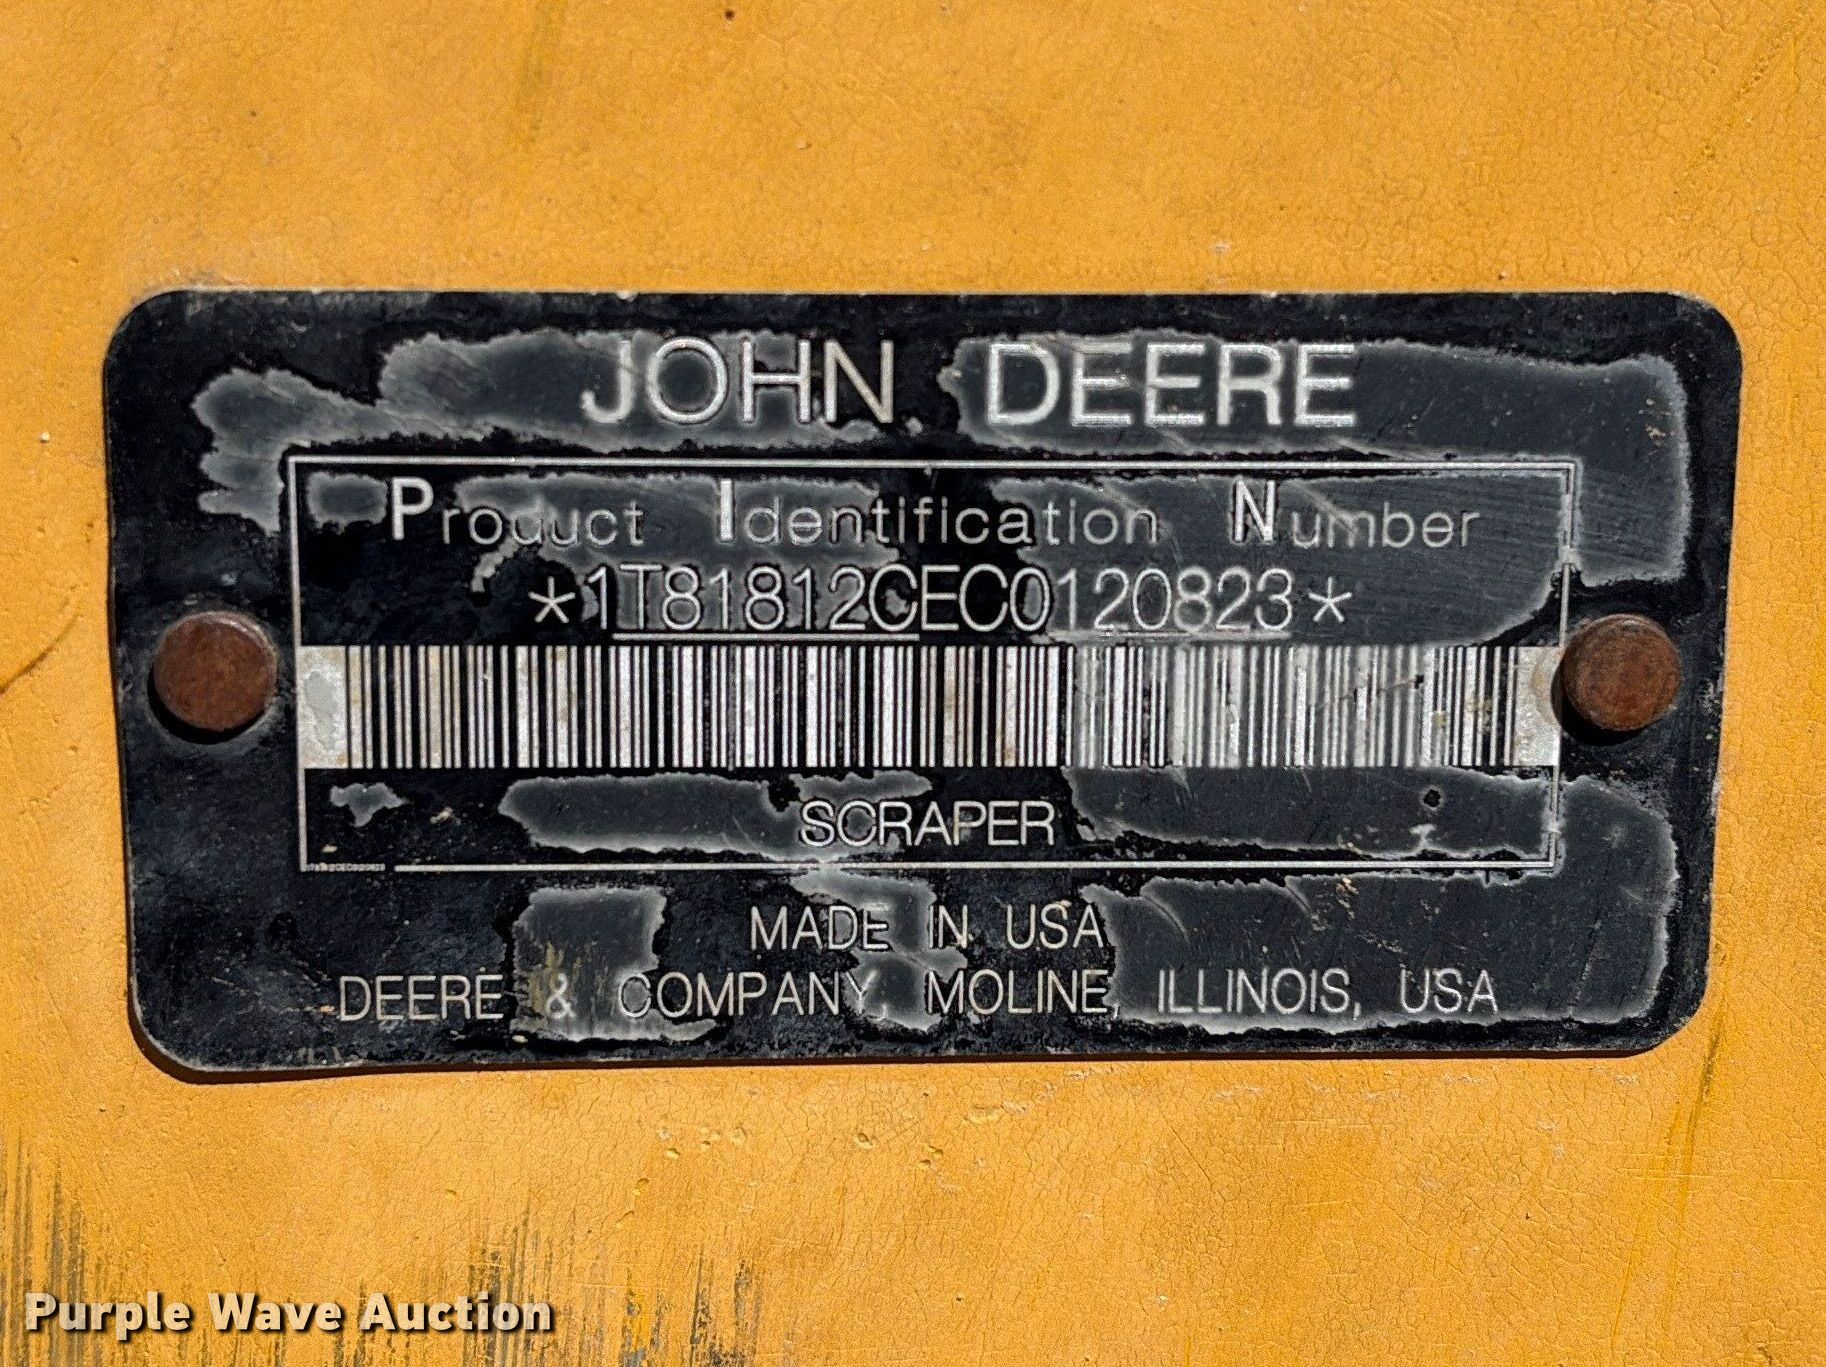 JOHN DEERE
Product Identification Number
*1T81812CEC0120823*
SCRAPER
MADE IN USA
DEERE & COMPANY, MOLINE, ILLINOIS, USA
Purple Wave Auction